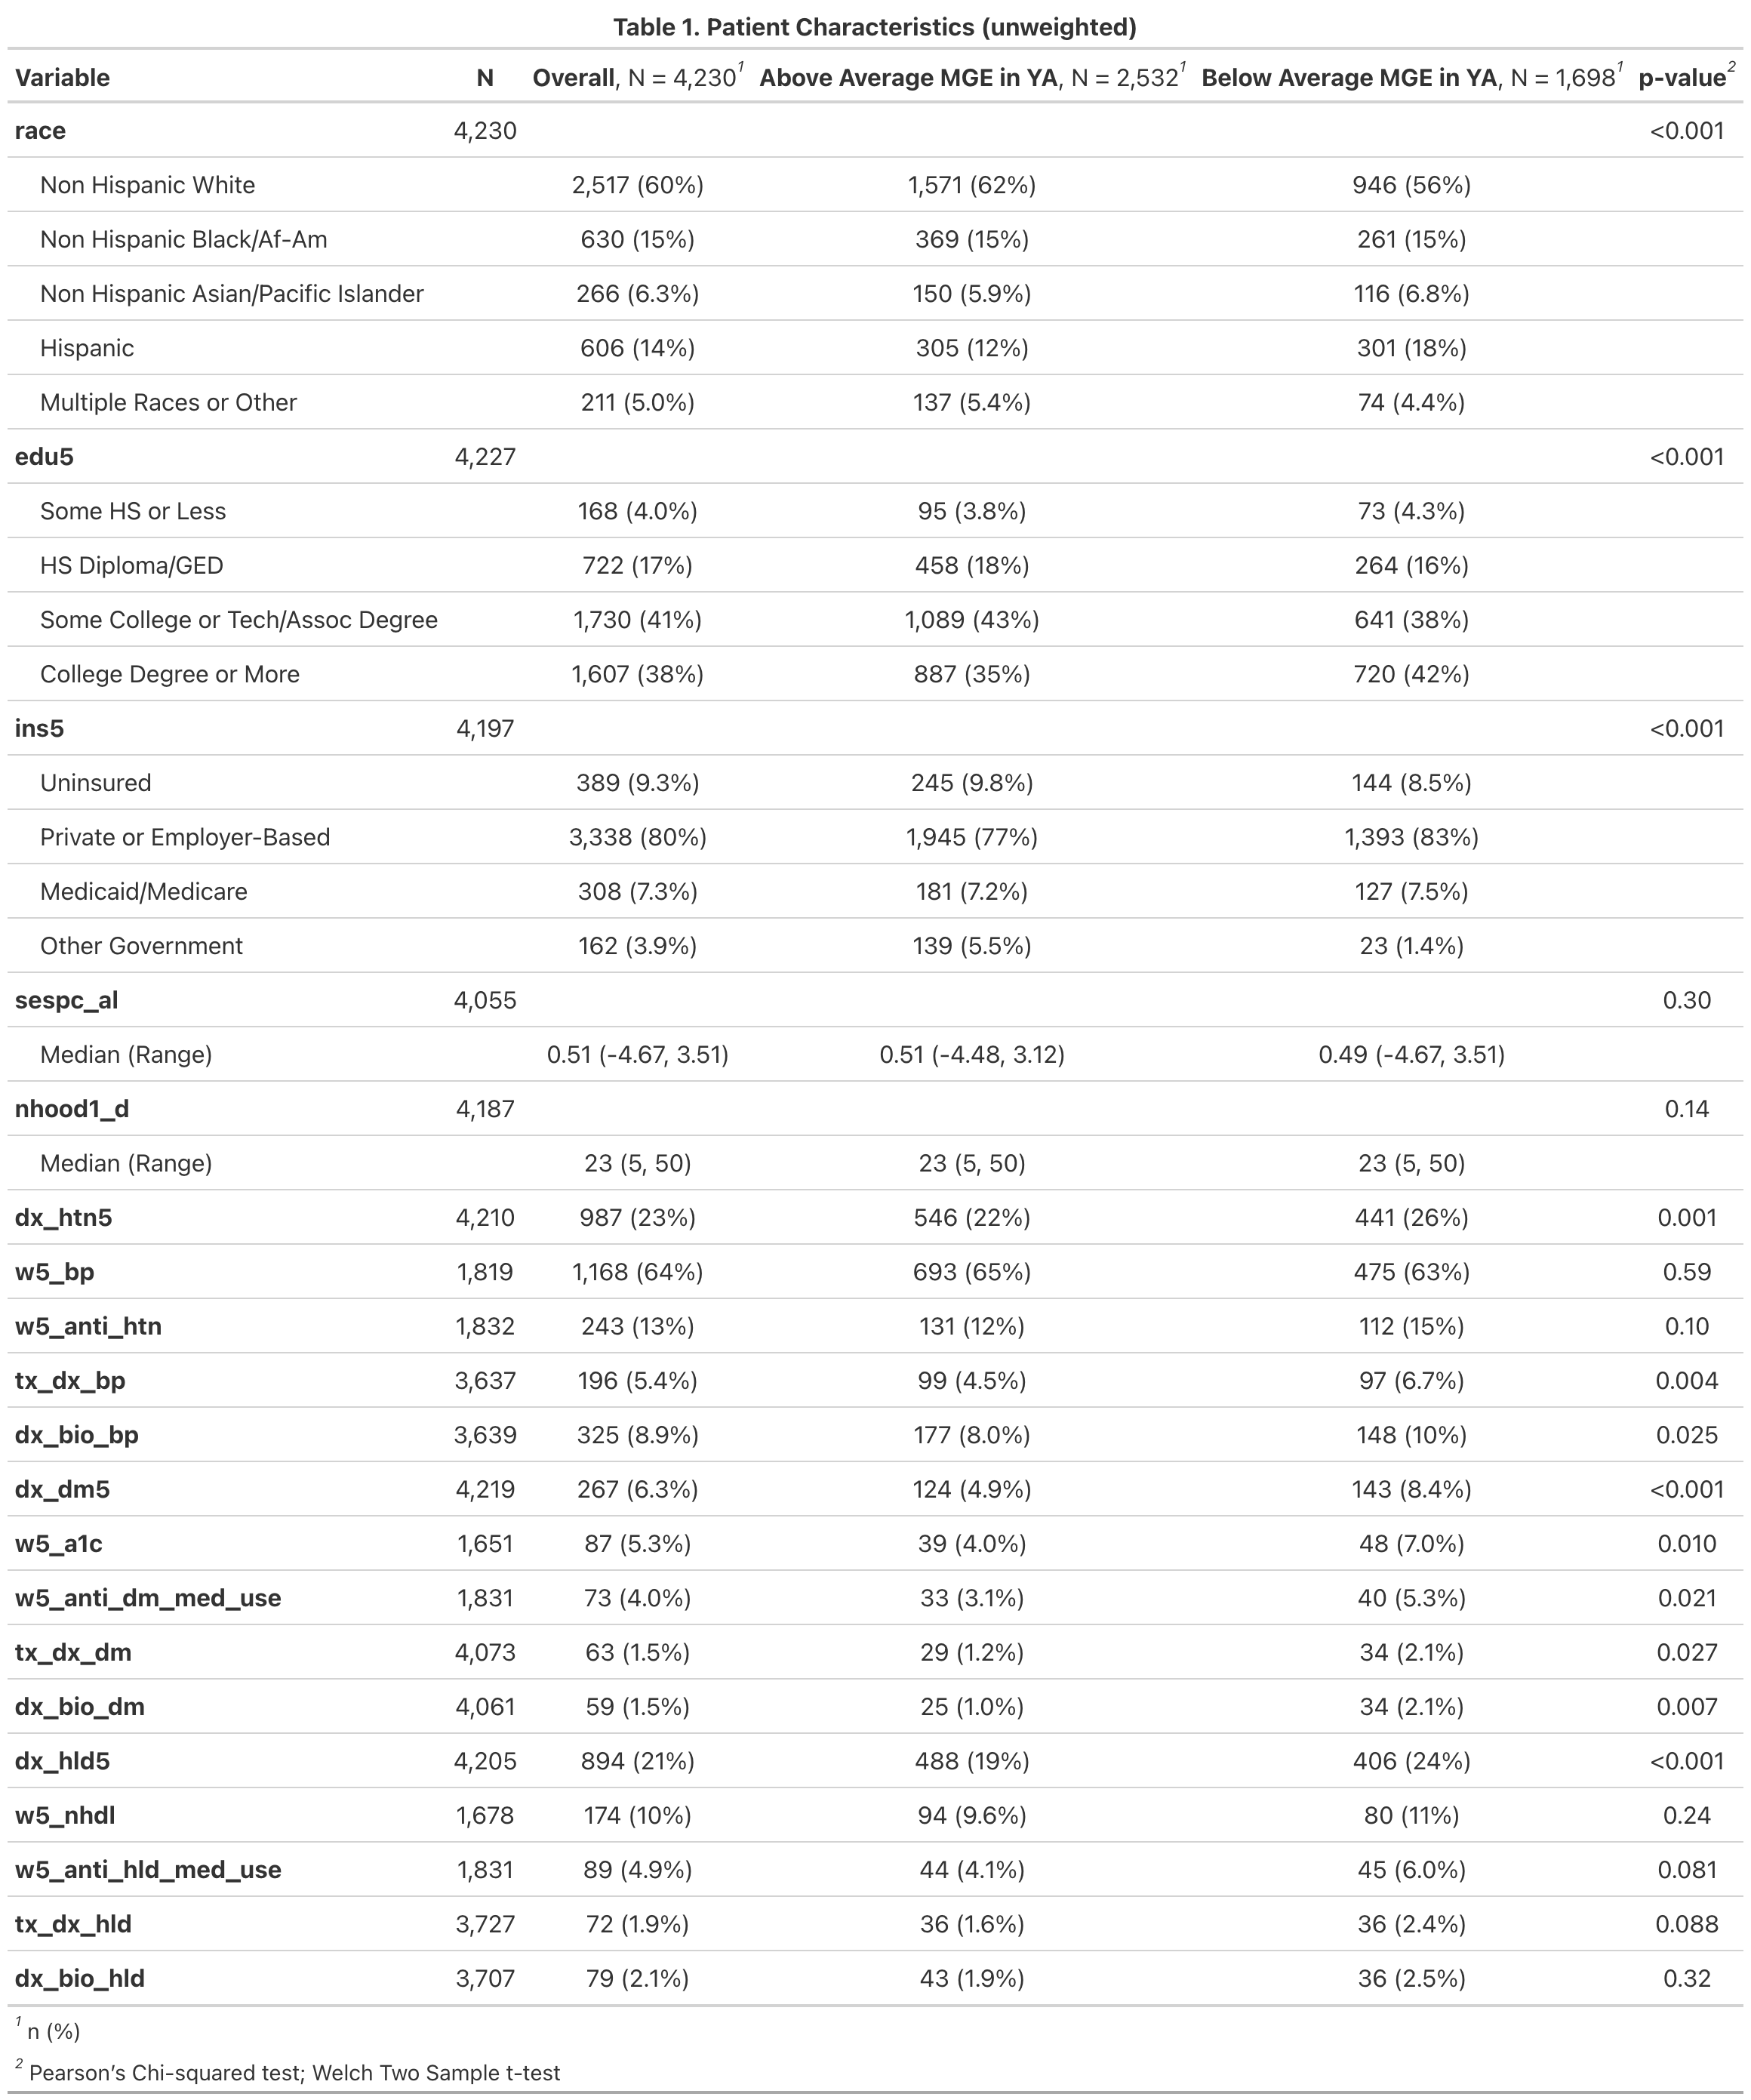 Table 1. Patient Characteristics (unweighted)
Variable N Overall, N = 4,230¹ Above Average MGE in YA, N = 2,532¹ Below Average MGE in YA, N = 1,698¹ p-value²
race 4,230 <0.001
Non Hispanic White 2,517 (60%) 1,571 (62%) 946 (56%)
Non Hispanic Black/Af-Am 630 (15%) 369 (15%) 261 (15%)
Non Hispanic Asian/Pacific Islander 266 (6.3%) 150 (5.9%) 116 (6.8%)
Hispanic 606 (14%) 305 (12%) 301 (18%)
Multiple Races or Other 211 (5.0%) 137 (5.4%) 74 (4.4%)
edu5 4,227 <0.001
Some HS or Less 168 (4.0%) 95 (3.8%) 73 (4.3%)
HS Diploma/GED 722 (17%) 458 (18%) 264 (16%)
Some College or Tech/Assoc Degree 1,730 (41%) 1,089 (43%) 641 (38%)
College Degree or More 1,607 (38%) 887 (35%) 720 (42%)
ins5 4,197 <0.001
Uninsured 389 (9.3%) 245 (9.8%) 144 (8.5%)
Private or Employer-Based 3,338 (80%) 1,945 (77%) 1,393 (83%)
Medicaid/Medicare 308 (7.3%) 181 (7.2%) 127 (7.5%)
Other Government 162 (3.9%) 139 (5.5%) 23 (1.4%)
sespc_al 4,055 0.30
Median (Range) 0.51 (-4.67, 3.51) 0.51 (-4.48, 3.12) 0.49 (-4.67, 3.51)
nhood1_d 4,187 0.14
Median (Range) 23 (5, 50) 23 (5, 50) 23 (5, 50)
dx_htn5 4,210 987 (23%) 546 (22%) 441 (26%) 0.001
w5_bp 1,819 1,168 (64%) 693 (65%) 475 (63%) 0.59
w5_anti_htn 1,832 243 (13%) 131 (12%) 112 (15%) 0.10
tx_dx_bp 3,637 196 (5.4%) 99 (4.5%) 97 (6.7%) 0.004
dx_bio_bp 3,639 325 (8.9%) 177 (8.0%) 148 (10%) 0.025
dx_dm5 4,219 267 (6.3%) 124 (4.9%) 143 (8.4%) <0.001
w5_a1c 1,651 87 (5.3%) 39 (4.0%) 48 (7.0%) 0.010
w5_anti_dm_med_use 1,831 73 (4.0%) 33 (3.1%) 40 (5.3%) 0.021
tx_dx_dm 4,073 63 (1.5%) 29 (1.2%) 34 (2.1%) 0.027
dx_bio_dm 4,061 59 (1.5%) 25 (1.0%) 34 (2.1%) 0.007
dx_hld5 4,205 894 (21%) 488 (19%) 406 (24%) <0.001
w5_nhdl 1,678 174 (10%) 94 (9.6%) 80 (11%) 0.24
w5_anti_hld_med_use 1,831 89 (4.9%) 44 (4.1%) 45 (6.0%) 0.081
tx_dx_hld 3,727 72 (1.9%) 36 (1.6%) 36 (2.4%) 0.088
dx_bio_hld 3,707 79 (2.1%) 43 (1.9%) 36 (2.5%) 0.32
¹ n (%)
² Pearson’s Chi-squared test; Welch Two Sample t-test